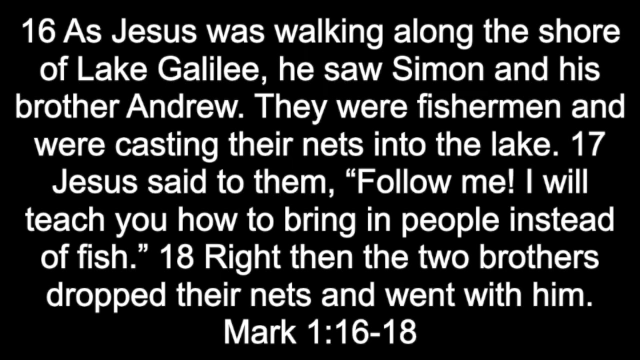 16 As Jesus was walking along the shore
of Lake Galilee, he saw Simon and his
brother Andrew. They were fishermen and
were casting their nets into the lake. 17
Jesus said to them, “Follow me! I will
teach you how to bring in people instead
of fish.” 18 Right then the two brothers
dropped their nets and went with him.
Mark 1:16-18